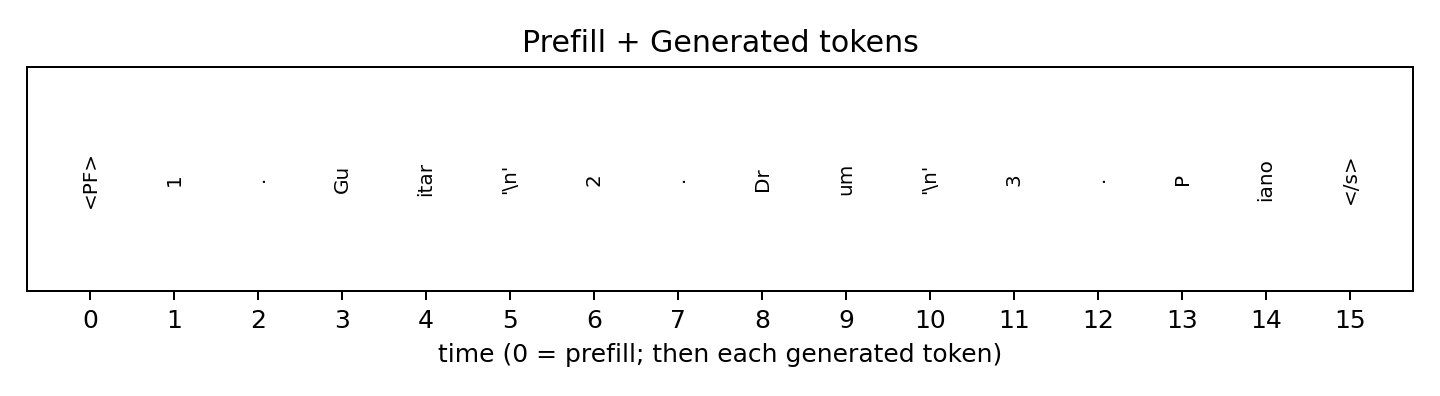 Prefill + Generated tokens
<PF> 1 . Gu itar '\n' 2 . Dr um '\n' 3 . P iano </s>
0 1 2 3 4 5 6 7 8 9 10 11 12 13 14 15
time (0 = prefill; then each generated token)